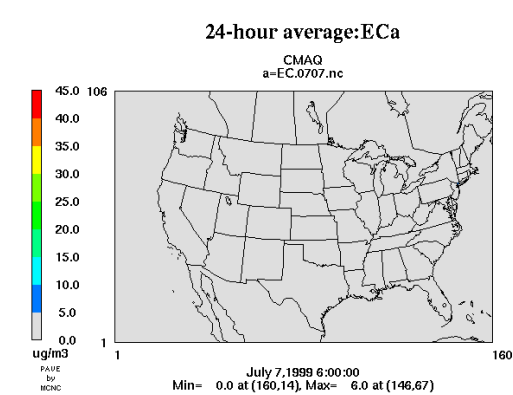 24-hour average:ECa
CMAQ
a=EC.0707.nc
45.0
40.0
35.0
30.0
25.0
20.0
15.0
10.0
5.0
0.0
ug/m3
PAVE
by
MCNC
106
1
1
160
July 7,1999 6:00:00
Min= 0.0 at (160,14), Max= 6.0 at (146,67)